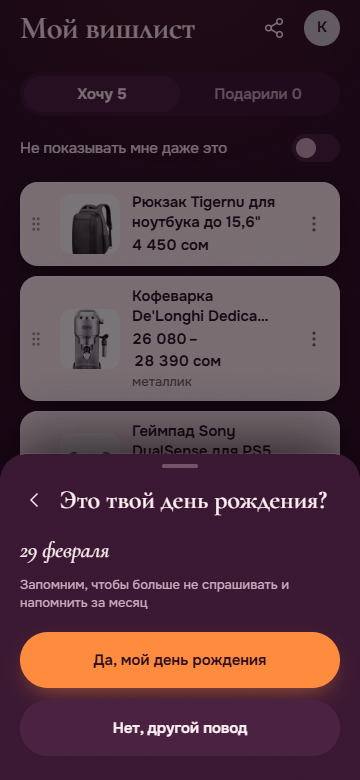 Мой вишлист
К
Хочу 5
Подарили 0
Не показывать мне даже это
Рюкзак Tigernu для
ноутбука до 15,6"
4 450 сом
Кофеварка
De'Longhi Dedica...
26 080 –
28 390 сом
металлик
Геймпад Sony
DualSense для PS5
Это твой день рождения?
29 февраля
Запомним, чтобы больше не спрашивать и
напомнить за месяц
Да, мой день рождения
Нет, другой повод